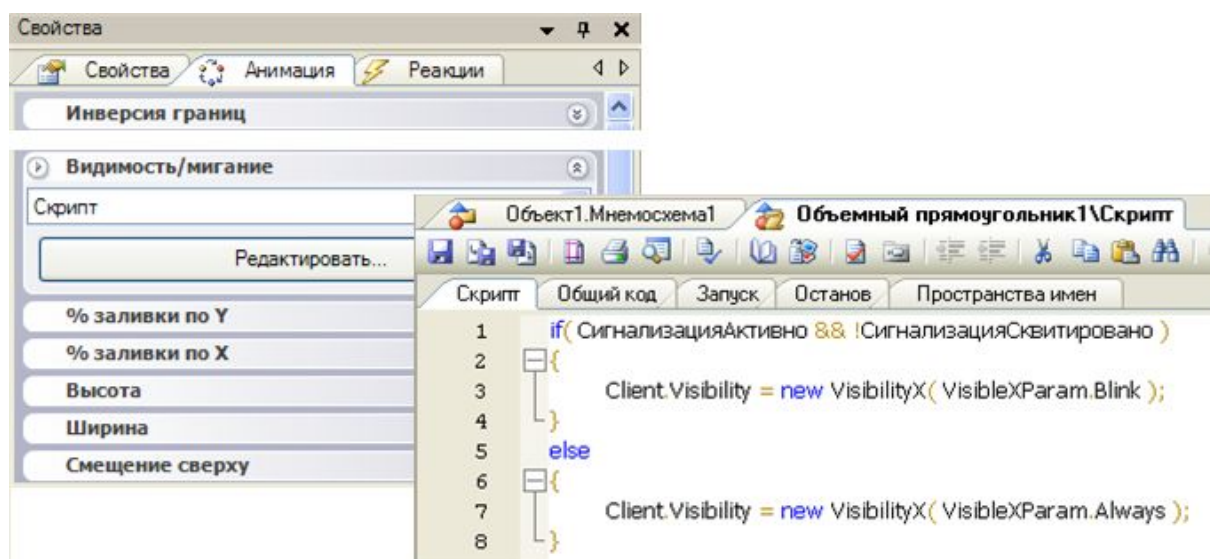 Свойства
Свойства Анимация Реакции
Инверсия границ
Видимость/мигание
Скрипт
Редактировать...
% заливки по Y
% заливки по X
Высота
Ширина
Смещение сверху
Объект1.Мнемосхема1 Объемный прямоугольник1\Скрипт
Скрипт Общий код Запуск Останов Пространства имен
1 if( СигнализацияАктивно && !СигнализацияСквитировано )
2 {
3 Client.Visibility = new VisibilityX( VisibleXParam.Blink );
4 }
5 else
6 {
7 Client.Visibility = new VisibilityX( VisibleXParam.Always );
8 }